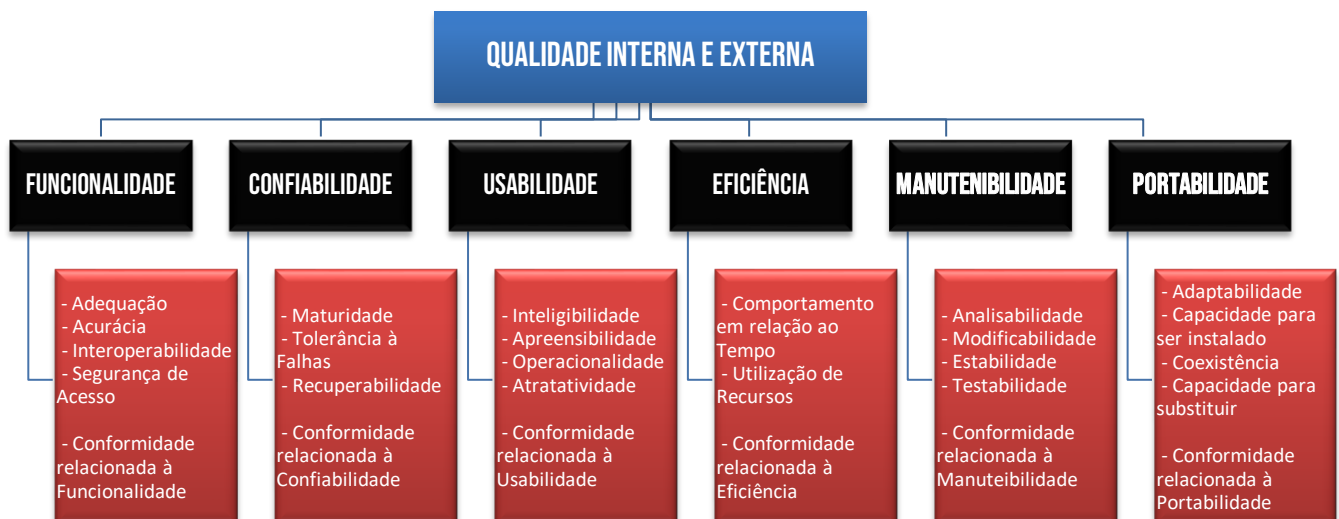 QUALIDADE INTERNA E EXTERNA
FUNCIONALIDADE
CONFIABILIDADE
USABILIDADE
EFICIÊNCIA
MANUTENIBILIDADE
PORTABILIDADE
- Adequação
- Acurácia
- Interoperabilidade
- Segurança de
Acesso
- Conformidade
relacionada à
Funcionalidade
- Maturidade
- Tolerância à
Falhas
- Recuperabilidade
- Conformidade
relacionada à
Confiabilidade
- Inteligibilidade
- Apreensibilidade
- Operacionalidade
- Atratatividade
- Conformidade
relacionada à
Usabilidade
- Comportamento
em relação ao
Tempo
- Utilização de
Recursos
- Conformidade
relacionada à
Eficiência
- Analisabilidade
- Modificabilidade
- Estabilidade
- Testabilidade
- Conformidade
relacionada à
Manuteibilidade
- Adaptabilidade
- Capacidade para
ser instalado
- Coexistência
- Capacidade para
substituir
- Conformidade
relacionada à
Portabilidade